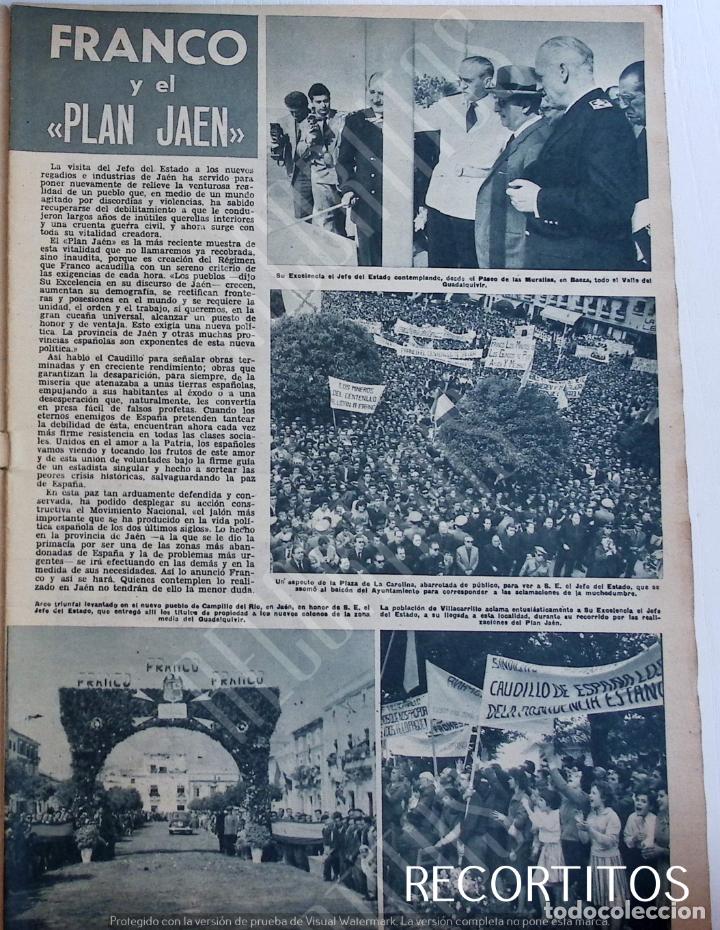 FRANCO
y el
«PLAN JAEN»
La visita del Jefe del Estado a los nuevos
regadíos e industrias de Jaén ha servido para
poner nuevamente de relieve la venturosa rea-
lidad de un pueblo que, en medio de un mundo
agitado por discordias y violencias, ha sabido
recuperarse del debilitamiento a que le condu-
jeron largos años de inútiles querellas interiores
y una cruenta guerra civil, y ahora surge con
toda su vitalidad creadora.
El «Plan Jaén» es la más reciente muestra de
esta vitalidad que no llamaremos ya recobrada,
sino inaudita, porque es creación del Régimen
que Franco acaudilla con un sereno criterio de
las exigencias de cada hora. «Los pueblos —dijo
Su Excelencia en su discurso de Jaén— crecen,
aumentan su demografía, se rectifican fronte-
ras y posesiones en el mundo y se requiere la
unidad, el orden y el trabajo, si queremos, en la
gran cucaña universal, alcanzar un puesto de
honor y de ventaja. Esto exigía una nueva polí-
tica. La provincia de Jaén y otras muchas pro-
vincias españolas son exponentes de esta nueva
política.»
Así habló el Caudillo para señalar obras ter-
minadas y en creciente rendimiento; obras que
garantizan la desaparición, para siempre, de la
miseria que atenazaba a unas tierras españolas,
empujando a sus habitantes al éxodo o a una
desesperación que, naturalmente, les convertía
en presa fácil de falsos profetas. Cuando los
eternos enemigos de España pretenden tantear
la debilidad de ésta, encuentran ahora cada vez
más firme resistencia en todas las clases socia-
les. Unidos en el amor a la Patria, los españoles
vamos viendo y tocando los frutos de este amor
y de esta unión de voluntades bajo la firme guía
de un estadista singular y hecho a sortear las
peores crisis históricas, salvaguardando la paz
de España.
En esta paz tan arduamente defendida y con-
servada, ha podido desplegar su acción cons-
tructiva el Movimiento Nacional, «el jalón más
importante que se ha producido en la vida polí-
tica española de los dos últimos siglos». Lo hecho
en la provincia de Jaén —a la que se le dio la
primacía por ser una de las zonas más aban-
donadas de España y la de problemas más ur-
gentes— se irá efectuando en las demás y en la
medida de sus necesidades. Así lo anunció Fran-
co y así se hará. Quienes contemplen lo reali-
zado en Jaén no tendrán de ello la menor duda.
Su Excelencia el Jefe del Estado contemplando, desde el Paseo de las Murallas, en Baeza, todo el Valle del
Guadalquivir.
LOS MINEROS
DEL CENTENILLO
Un aspecto de la Plaza de La Carolina, abarrotada de público, para ver a S. E. el Jefe del Estado, que se
asomó al balcón del Ayuntamiento para corresponder a las aclamaciones de la muchedumbre.
Arco triunfal levantado en el nuevo pueblo de Campillo del Río, en Jaén, en honor de S. E. el
Jefe del Estado, que entregó allí los títulos de propiedad a los nuevos colonos de la zona
media del Guadalquivir.
La población de Villacarrillo aclama entusiásticamente a Su Excelencia el Jefe
del Estado, a su llegada a esta localidad, durante su recorrido por las reali-
zaciones del Plan Jaén.
FRANCO
FRANCO FRANCO
SINDICATO
CAUDILLO DE ESPAÑA
RECORTITOS
todocoleccion
Protegido con la versión de prueba de Visual Watermark. La versión completa no pone esta marca.